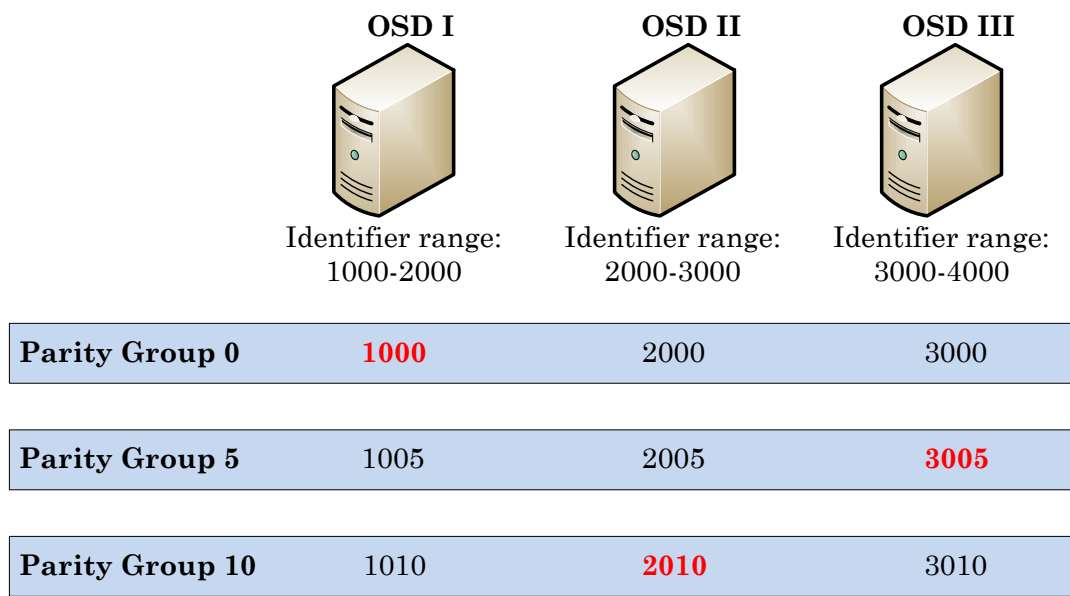 OSD I OSD II OSD III
Identifier range: Identifier range: Identifier range:
1000-2000 2000-3000 3000-4000
Parity Group 0 1000 2000 3000
Parity Group 5 1005 2005 3005
Parity Group 10 1010 2010 3010